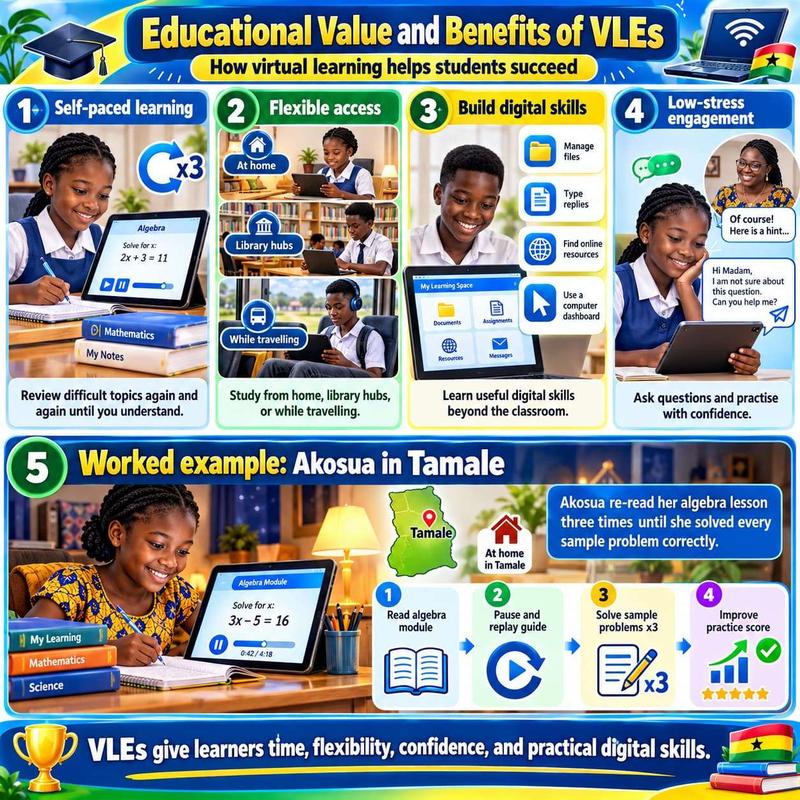 Educational Value and Benefits of VLEs
How virtual learning helps students succeed
1
Self-paced learning
x3
Algebra
Solve for x:
2x + 3 = 11
Mathematics
My Notes
Review difficult topics again and
again until you understand.
2
Flexible access
At home
Library hubs
While travelling
Study from home, library hubs,
or while travelling.
3
Build digital skills
Manage
files
Type
replies
Find online
resources
Use a
computer
dashboard
My Learning Space
Documents
Assignments
Resources
Messages
Learn useful digital skills
beyond the classroom.
4
Low-stress
engagement
Of course!
Here is a hint...
Hi Madam,
I am not sure about
this question.
Can you help me?
Ask questions and practise
with confidence.
5
Worked example: Akosua in Tamale
My Learning
Mathematics
Science
Algebra Module
Solve for x:
3x – 5 = 16
0:42 / 4:18
Tamale
At home
in Tamale
Akosua re-read her algebra lesson
three times until she solved every
sample problem correctly.
1
Read algebra
module
2
Pause and
replay guide
3
Solve sample
problems x3
x3
4
Improve
practice score
VLEs give learners time, flexibility, confidence, and practical digital skills.